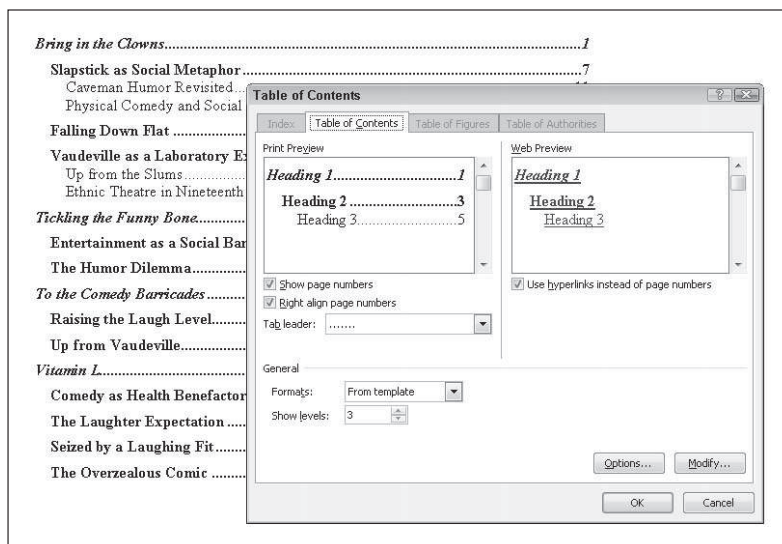 Bring in the Clowns..........................................................................................1
Slapstick as Social Metaphor..................................................................7
Caveman Humor Revisited...
Physical Comedy and Social
Falling Down Flat ..................
Vaudeville as a Laboratory Ex
Up from the Slums.................
Ethnic Theatre in Nineteenth
Tickling the Funny Bone.............
Entertainment as a Social Bar
The Humor Dilemma..............
To the Comedy Barricades ..........
Raising the Laugh Level.........
Up from Vaudeville.................
Vitamin L....................................
Comedy as Health Benefactor
The Laughter Expectation .....
Seized by a Laughing Fit ........
The Overzealous Comic .........
Table of Contents
Index Table of Contents Table of Figures Table of Authorities
Print Preview Web Preview
Heading 1........................1 Heading 1
Heading 2 .....................3 Heading 2
Heading 3......................5 Heading 3
Show page numbers Use hyperlinks instead of page numbers
Right align page numbers
Tab leader: .......
General
Formats: From template
Show levels: 3
Options... Modify...
OK Cancel